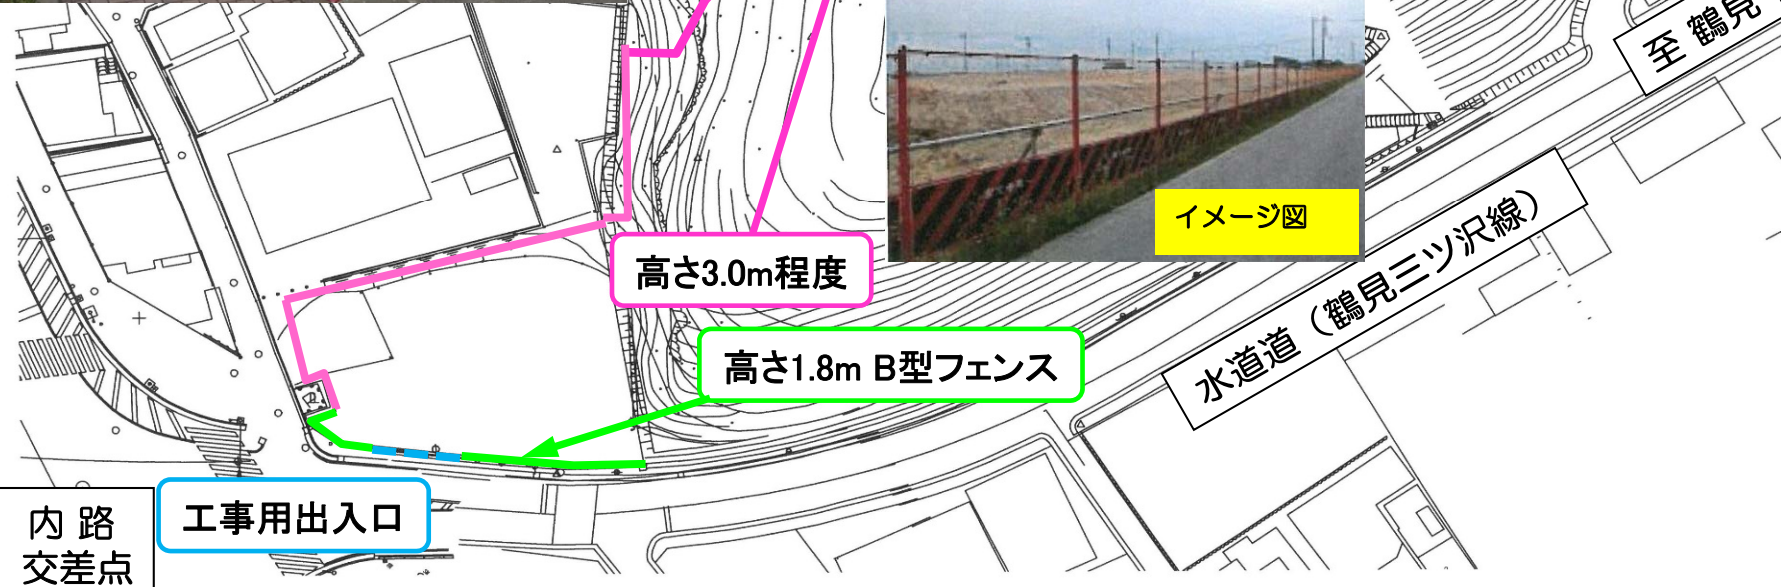 至 鶴見
イメージ図
高さ3.0m程度
水道道（鶴見三ツ沢線）
高さ1.8m B型フェンス
工事用出入口
内 路
交差点